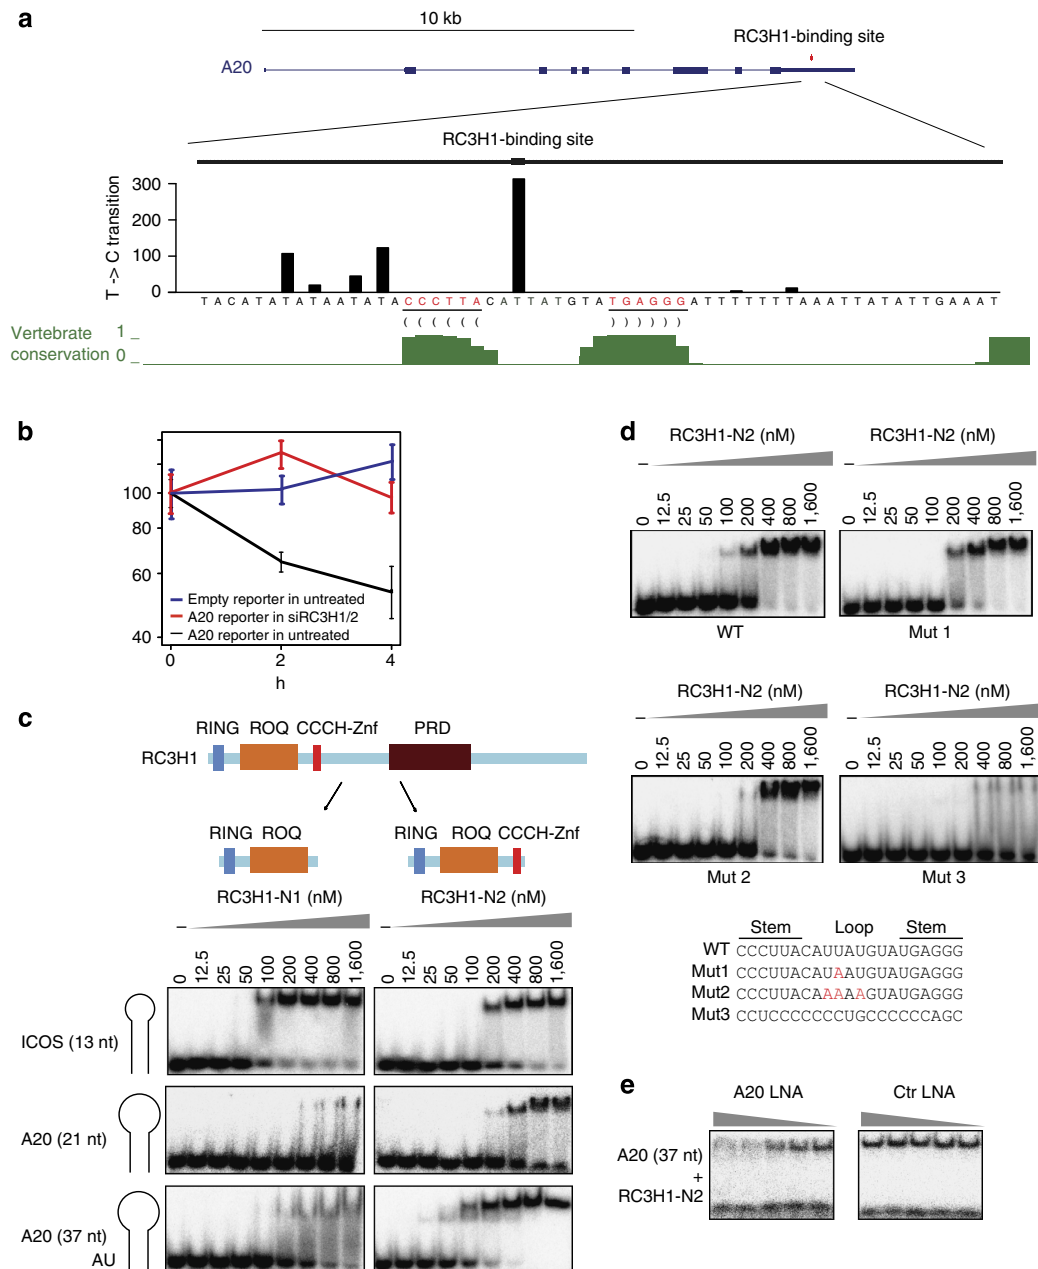 a
10 kb
RC3H1-binding site
A20
RC3H1-binding site
T -> C transition
300
200
100
0
TACATATATAATATACCCTTACATTATGTATGAGGGATTTTTTTAAATTATATTGAAAT
( ( ( ( ( ( ) ) ) ) ) )
Vertebrate conservation
1
0
b
100
80
60
40
Empty reporter in untreated
A20 reporter in siRC3H1/2
A20 reporter in untreated
0 2 4
h
c
RING ROQ CCCH-Znf PRD
RC3H1
RING ROQ
RING ROQ CCCH-Znf
RC3H1-N1 (nM)
RC3H1-N2 (nM)
– 
0 12.5 25 50 100 200 400 800 1,600
–
0 12.5 25 50 100 200 400 800 1,600
ICOS (13 nt)
A20 (21 nt)
A20 (37 nt)
AU
d
RC3H1-N2 (nM)
RC3H1-N2 (nM)
–
0 12.5 25 50 100 200 400 800 1,600
–
0 12.5 25 50 100 200 400 800 1,600
WT
Mut 1
RC3H1-N2 (nM)
RC3H1-N2 (nM)
–
0 12.5 25 50 100 200 400 800 1,600
–
0 12.5 25 50 100 200 400 800 1,600
Mut 2
Mut 3
Stem Loop Stem
WT CCCUUACAUUAUGUAUGAGGG
Mut1 CCCUUACAUAAUGUAUGAGGG
Mut2 CCCUUACAAAAAGUAUGAGGG
Mut3 CCUCCCCCCCUGCCCCCCAGC
e
A20 LNA
Ctr LNA
A20 (37 nt)
+
RC3H1-N2